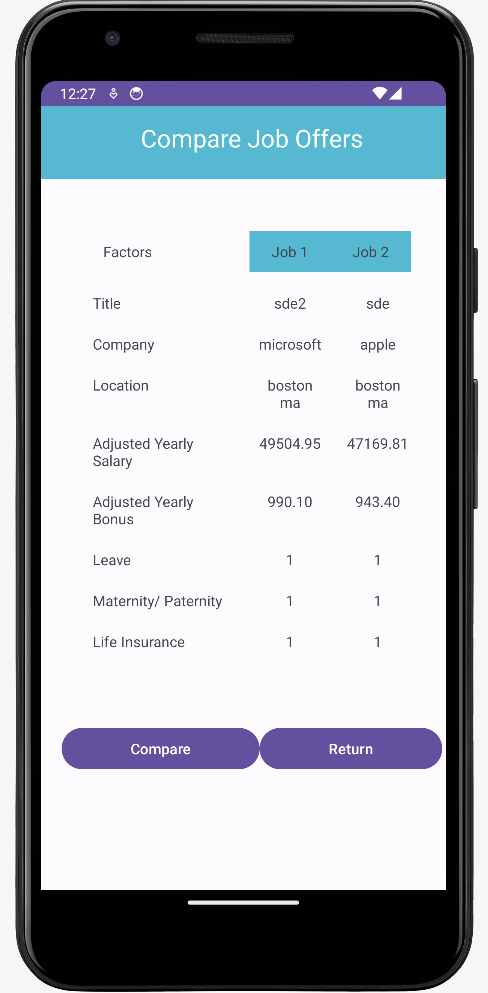 12:27
Compare Job Offers
Factors Job 1 Job 2
Title sde2 sde
Company microsoft apple
Location boston boston
ma ma
Adjusted Yearly 49504.95 47169.81
Salary
Adjusted Yearly 990.10 943.40
Bonus
Leave 1 1
Maternity/ Paternity 1 1
Life Insurance 1 1
Compare Return